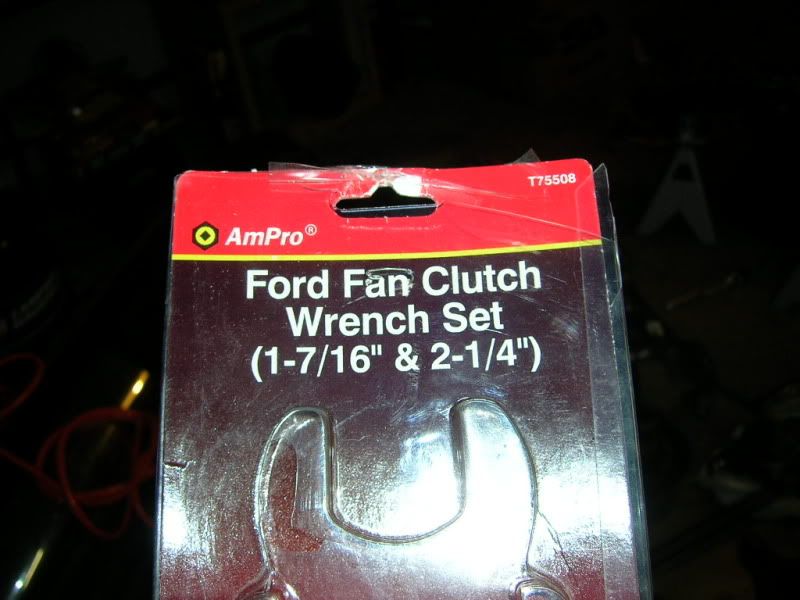 T75508
AmPro®
Ford Fan Clutch
Wrench Set
(1-7/16" & 2-1/4")